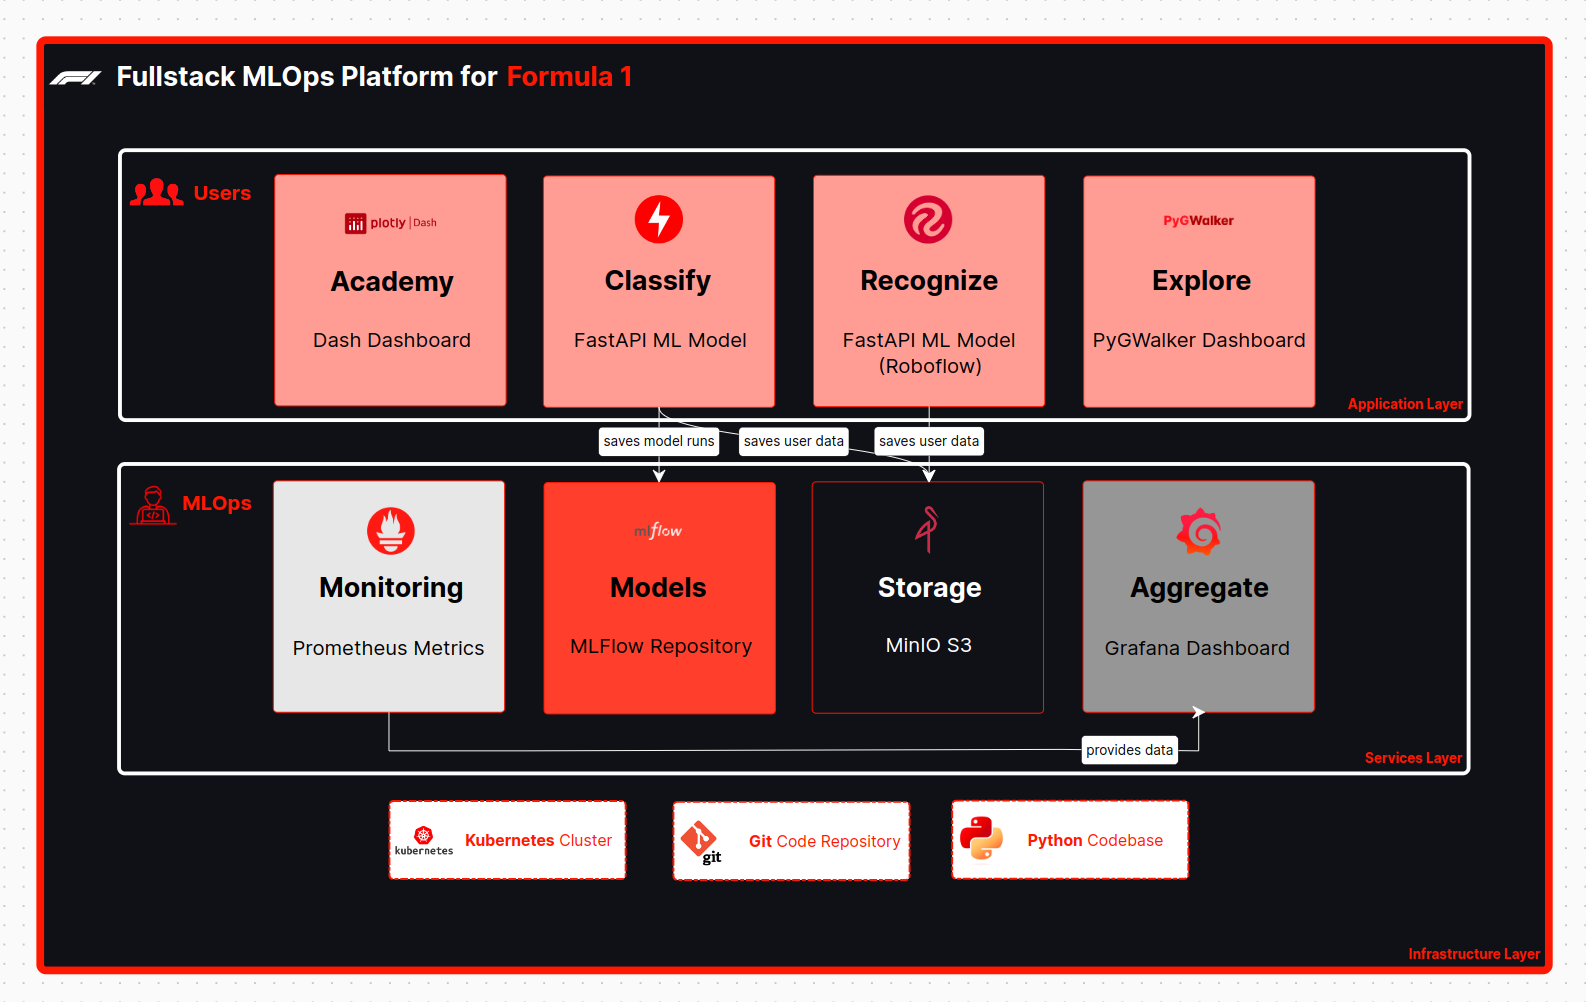 Fullstack MLOps Platform for Formula 1
Users
plotly | Dash
Academy
Dash Dashboard
Classify
FastAPI ML Model
Recognize
FastAPI ML Model
(Roboflow)
PyGWalker
Explore
PyGWalker Dashboard
Application Layer
saves model runs
saves user data
saves user data
MLOps
Monitoring
Prometheus Metrics
mlflow
Models
MLFlow Repository
Storage
MinIO S3
Aggregate
Grafana Dashboard
provides data
Services Layer
kubernetes
Kubernetes Cluster
git
Git Code Repository
Python Codebase
Infrastructure Layer